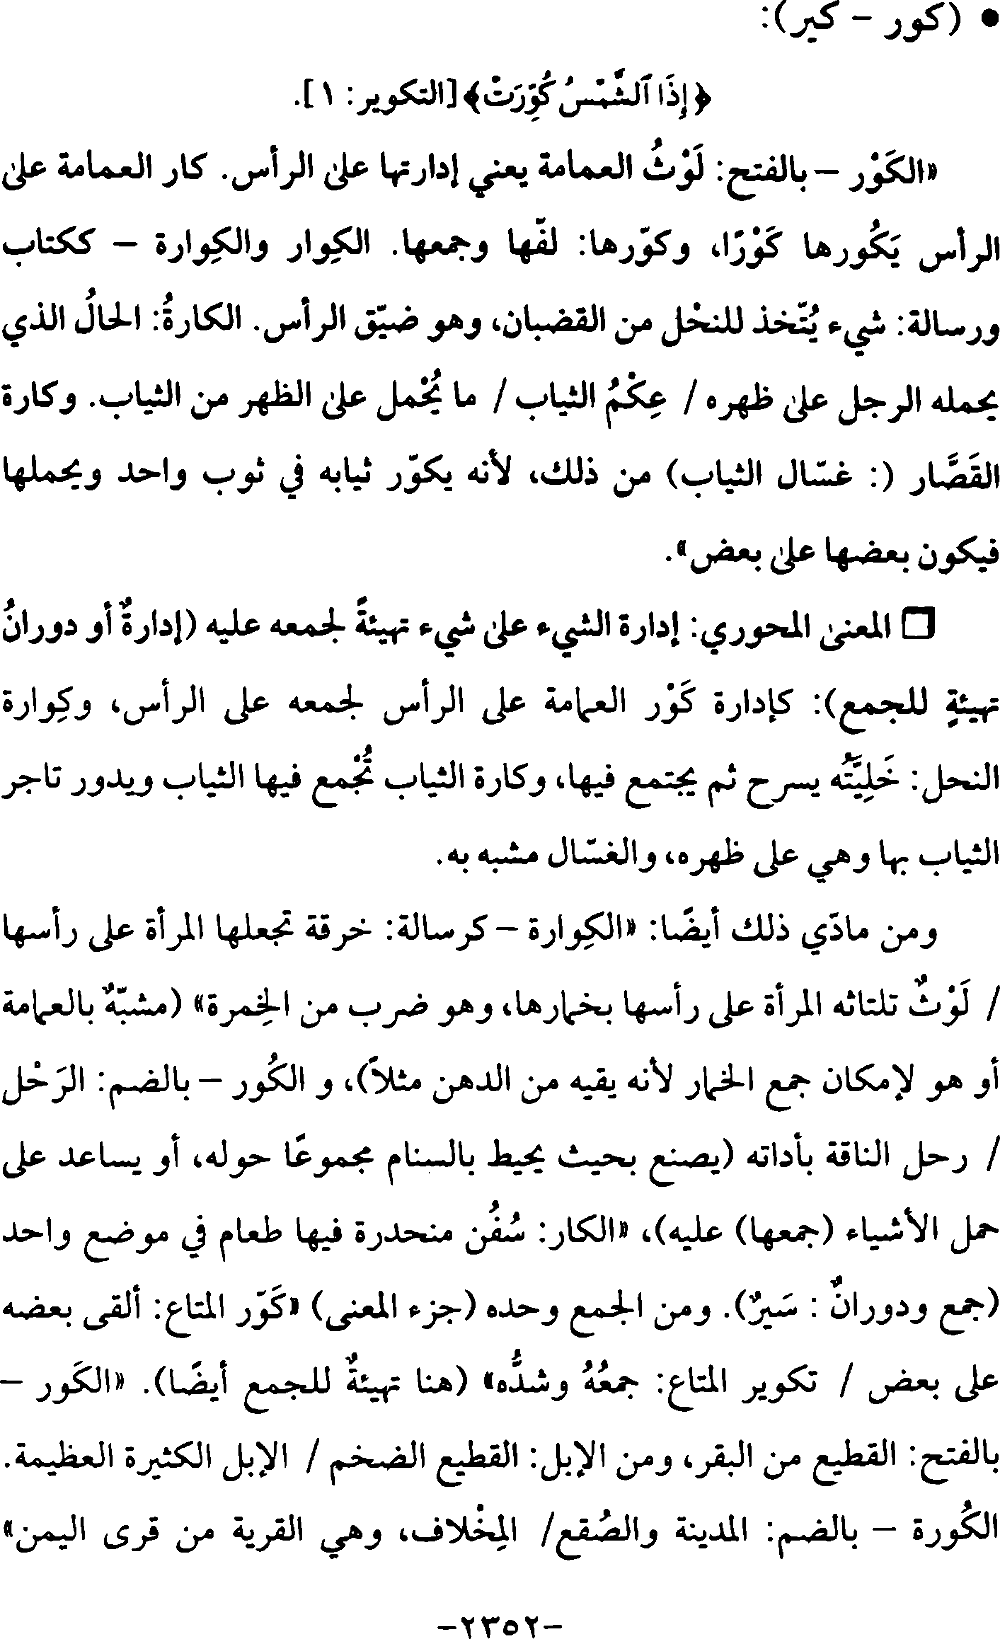 • (كور – كير):
﴿إِذَا ٱلشَّمْسُ كُوِّرَتْ﴾ [التكوير: ١].
«الكَوْر – بالفتح: لَوْثُ العمامة يعني إدارتها على الرأس. كار العمامة على
الرأس يَكُورها كَوْرًا، وكوّرها: لفّها وجمعها. الكِوار والكِوارة – ككتاب
ورسالة: شيء يُتّخذ للنحْل من القضبان، وهو ضيّق الرأس. الكارةُ: الحالُ الذي
يحمله الرجل على ظهره / عِكْمُ الثياب / ما يُحْمل على الظهر من الثياب. وكارة
القَصَّار (: غسّال الثياب) من ذلك، لأنه يكوّر ثيابه في ثوب واحد ويحملها
فيكون بعضها على بعض».
❒ المعنى المحوري: إدارة الشيء على شيء تهيئةً لجمعه عليه (إدارةٌ أو دورانُ
تهيئةٍ للجمع): كإدارة كَوْر العمامة على الرأس لجمعه على الرأس، وكِوارة
النحل: خَلِيَّتُه يسرح ثم يجتمع فيها، وكارة الثياب تُجْمع فيها الثياب ويدور تاجر
الثياب بها وهي على ظهره، والغسّال مشبه به.
ومن مادّي ذلك أيضًا: «الكِوارة – كرسالة: خرقة تجعلها المرأة على رأسها
/ لَوْثٌ تلتاثه المرأة على رأسها بخمارها، وهو ضرب من الخِمرة» (مشبّهٌ بالعمامة
أو هو لإمكان جمع الخمار لأنه يقيه من الدهن مثلاً)، و الكُور – بالضم: الرَحْل
/ رحل الناقة بأداته (يصنع بحيث يحيط بالسنام مجموعًا حوله، أو يساعد على
حمل الأشياء (جمعها) عليه)، «الكار: سُفُن منحدرة فيها طعام في موضع واحد
(جمع ودورانٌ : سَيرٌ). ومن الجمع وحده (جزء المعنى) «كَوّر المتاع: ألقى بعضه
على بعض / تكوير المتاع: جمعُهُ وشدُّه» (هنا تهيئةٌ للجمع أيضًا). «الكَور –
بالفتح: القطيع من البقر، ومن الإبل: القطيع الضخم / الإبل الكثيرة العظيمة.
الكُورة – بالضم: المدينة والصُقع/ المِخْلاف، وهي القرية من قرى اليمن»
-٢٣٥٢-